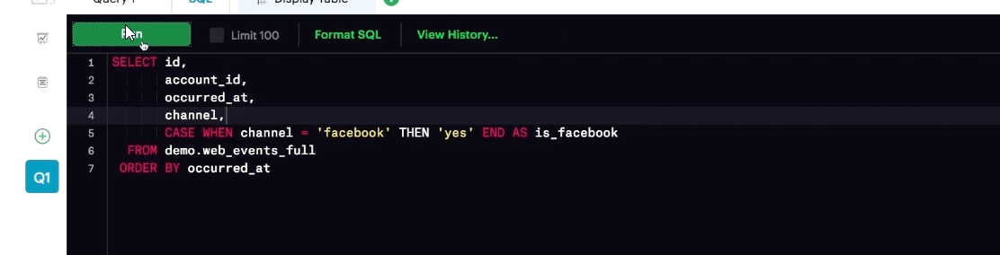 Query 1 SQL Display Table
Run Limit 100 Format SQL View History...
1 SELECT id,
2 account_id,
3 occurred_at,
4 channel,
5 CASE WHEN channel = 'facebook' THEN 'yes' END AS is_facebook
6 FROM demo.web_events_full
7 ORDER BY occurred_at
Q1